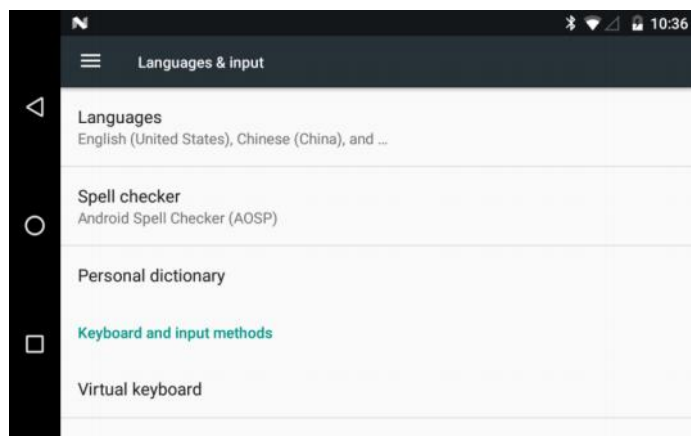 10:36
Languages & input
Languages
English (United States), Chinese (China), and ...
Spell checker
Android Spell Checker (AOSP)
Personal dictionary
Keyboard and input methods
Virtual keyboard